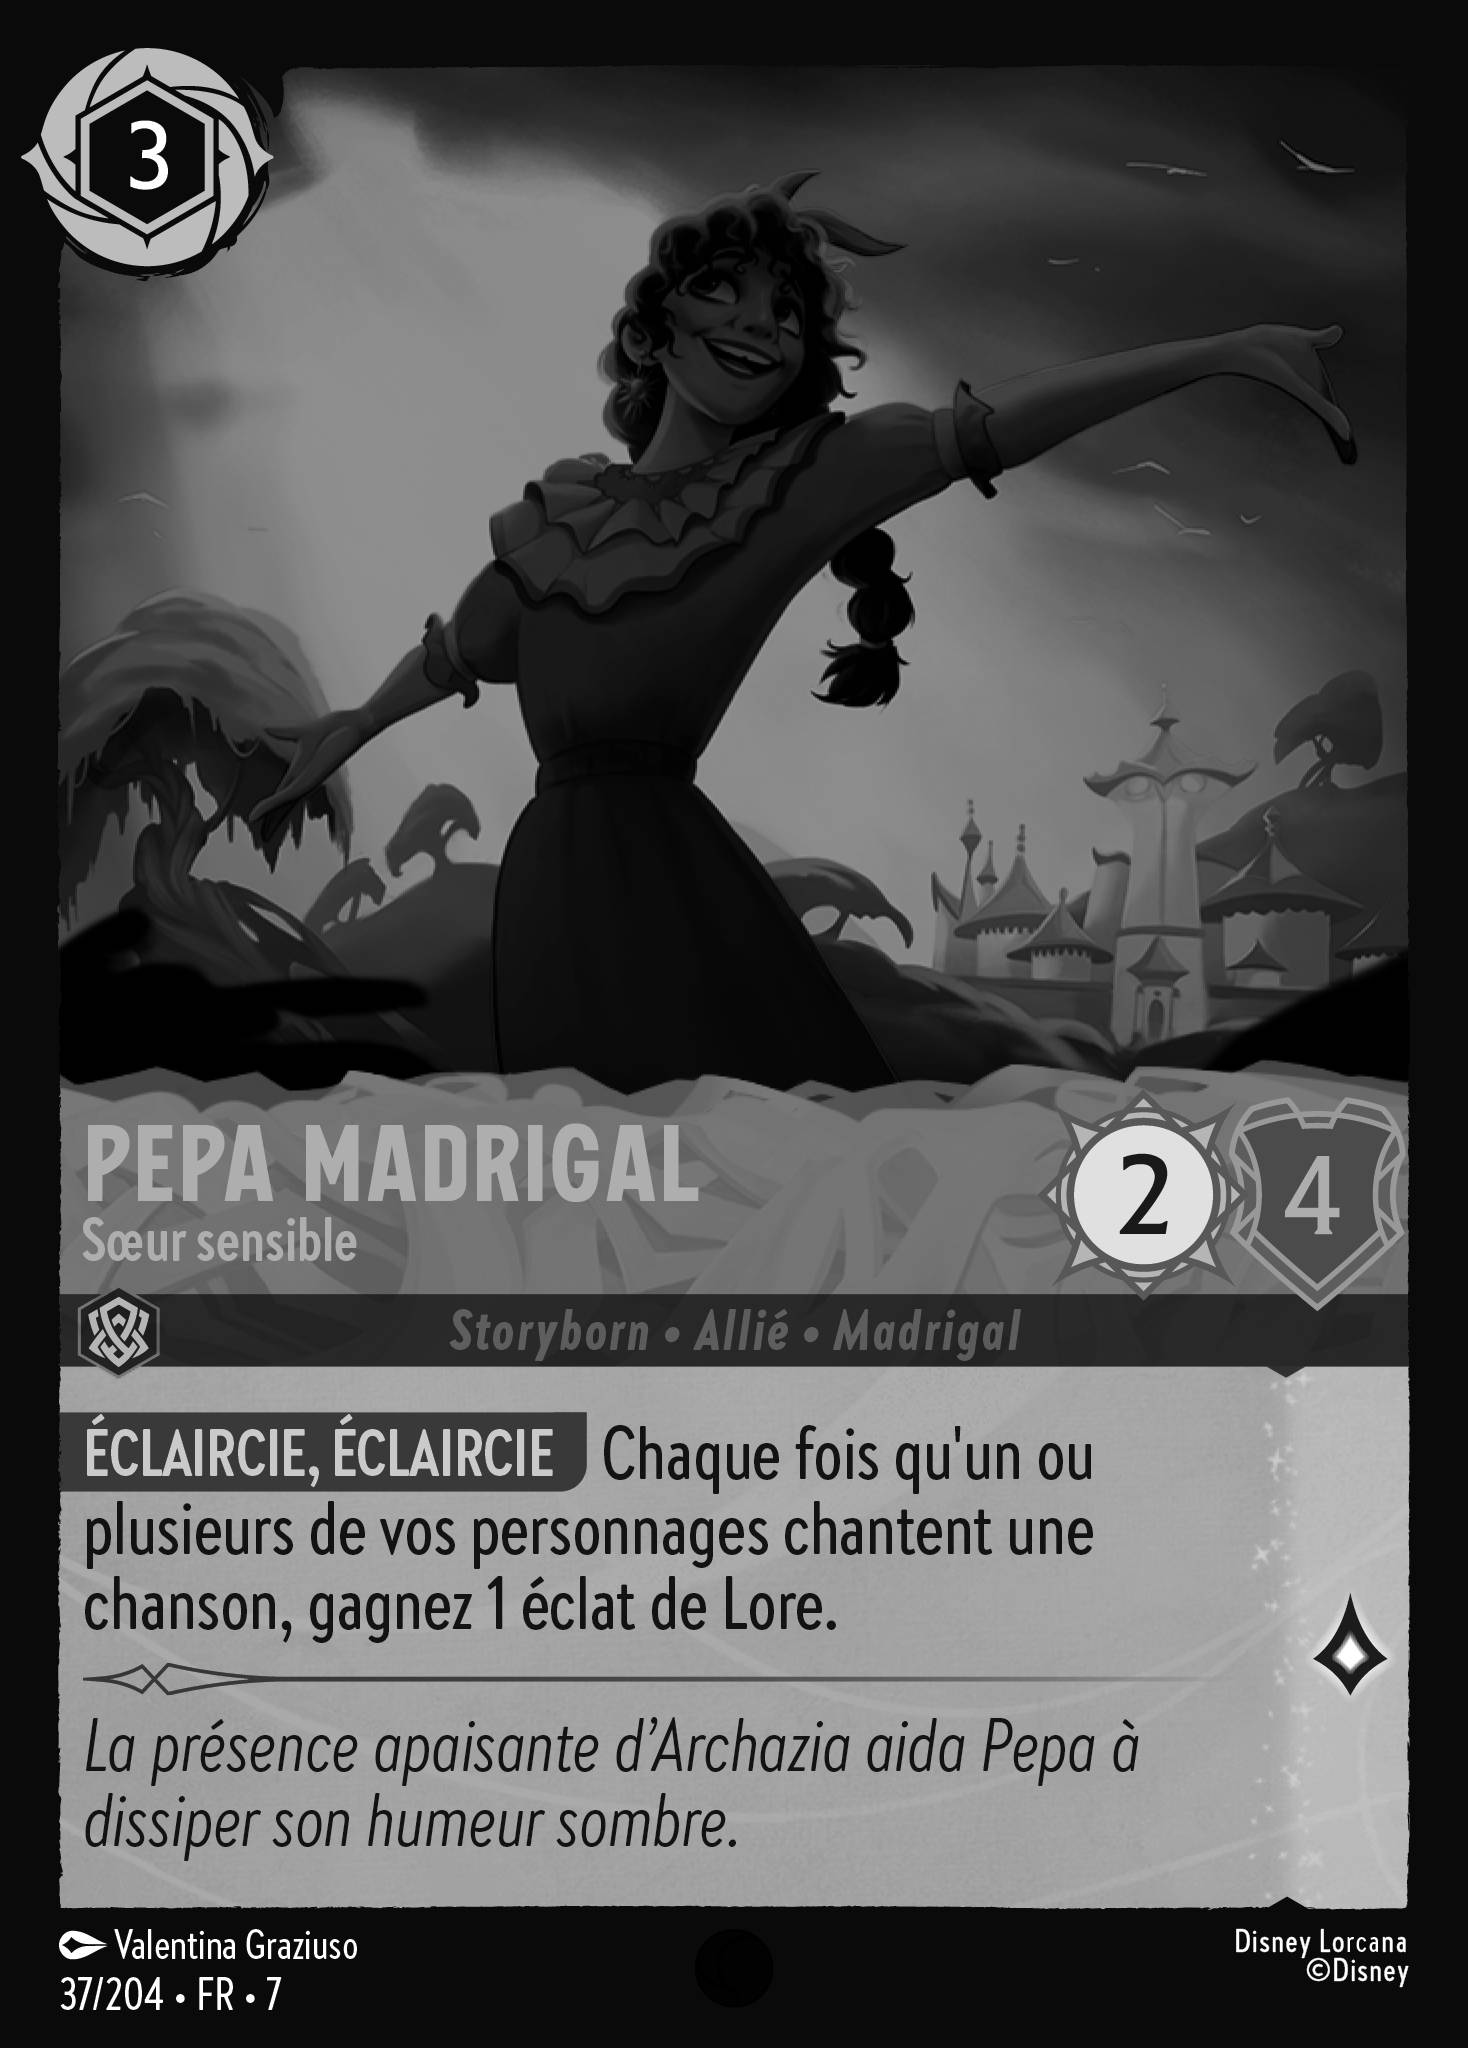 3
PEPA MADRIGAL
Sœur sensible
2
4
Storyborn • Allié • Madrigal
ÉCLAIRCIE, ÉCLAIRCIE Chaque fois qu'un ou
plusieurs de vos personnages chantent une
chanson, gagnez 1 éclat de Lore.
La présence apaisante d’Archazia aida Pepa à
dissiper son humeur sombre.
Valentina Graziuso
37/204 • FR • 7
Disney Lorcana
©Disney